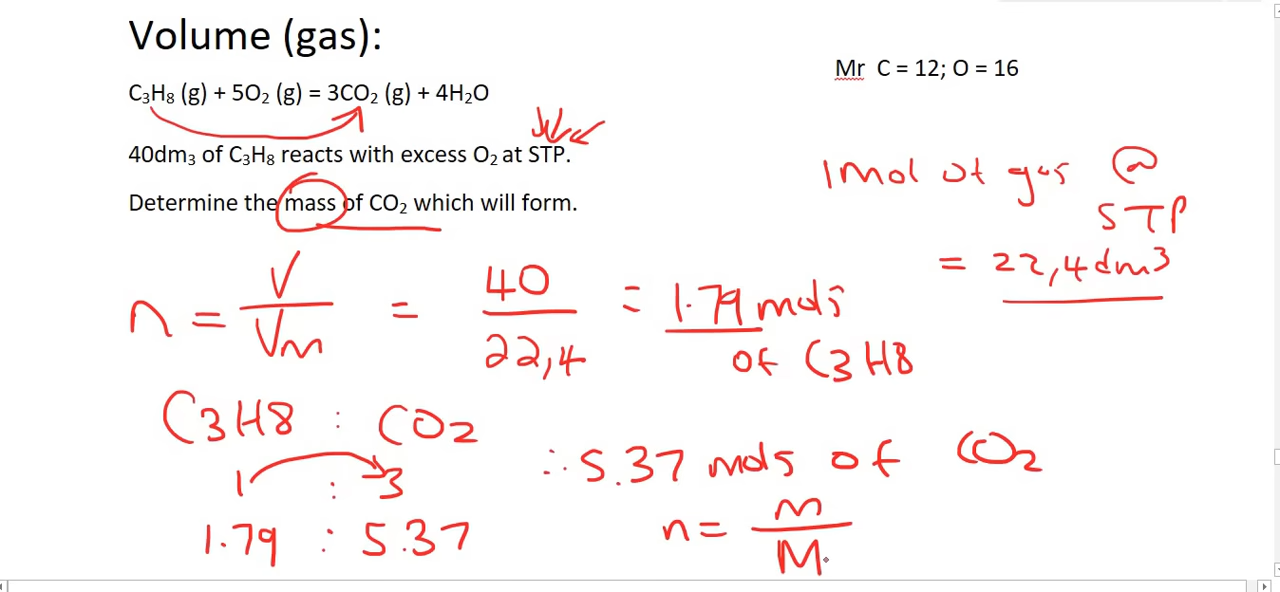 Volume (gas):
Mr C = 12; O = 16
C₃H₈ (g) + 5O₂ (g) = 3CO₂ (g) + 4H₂O
40dm₃ of C₃H₈ reacts with excess O₂ at STP.
Determine the mass of CO₂ which will form.
1mol of gas @
STP
= 22,4dm3
n = V/Vm = 40/22,4 = 1.79 mols
of C3H8
C3H8 : CO2
1 : 3
1.79 : 5.37
∴ 5.37 mols of CO2
n = m/M